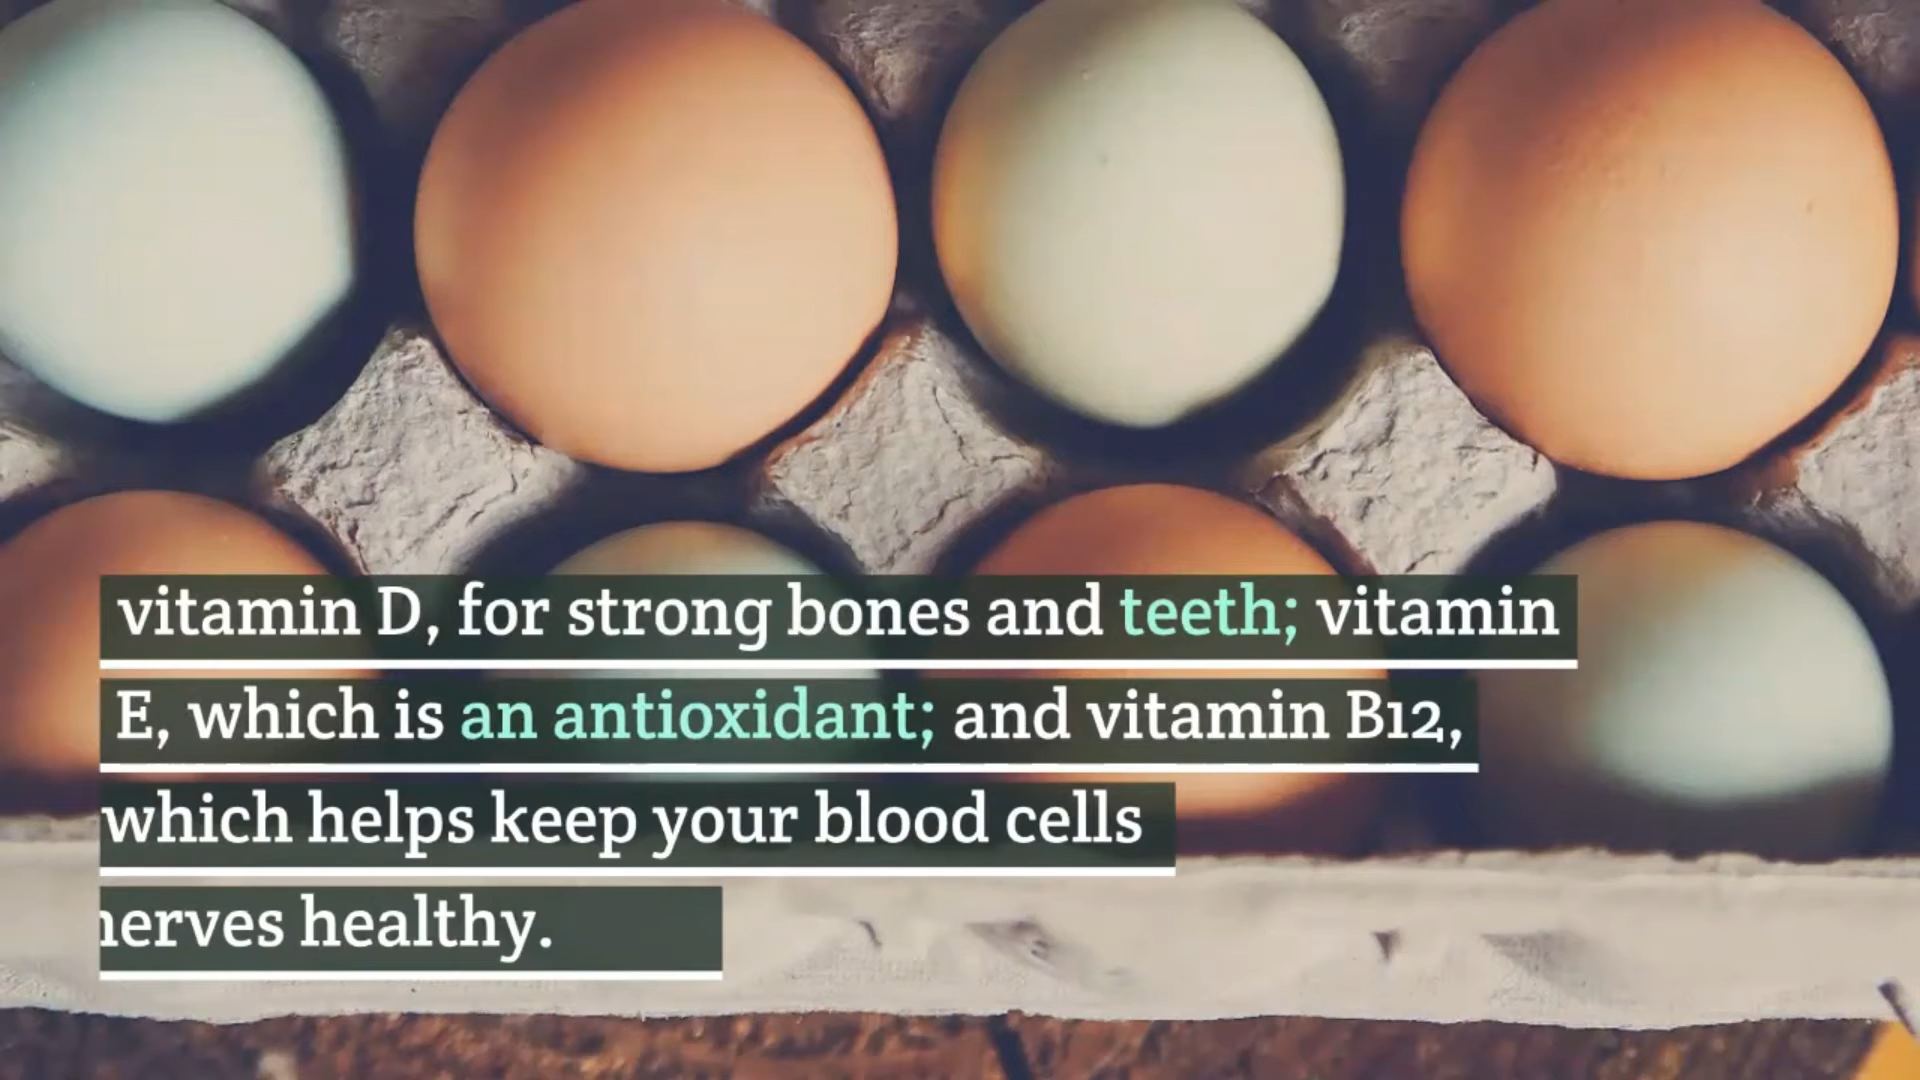 vitamin D, for strong bones and teeth; vitamin
E, which is an antioxidant; and vitamin B12,
which helps keep your blood cells
nerves healthy.